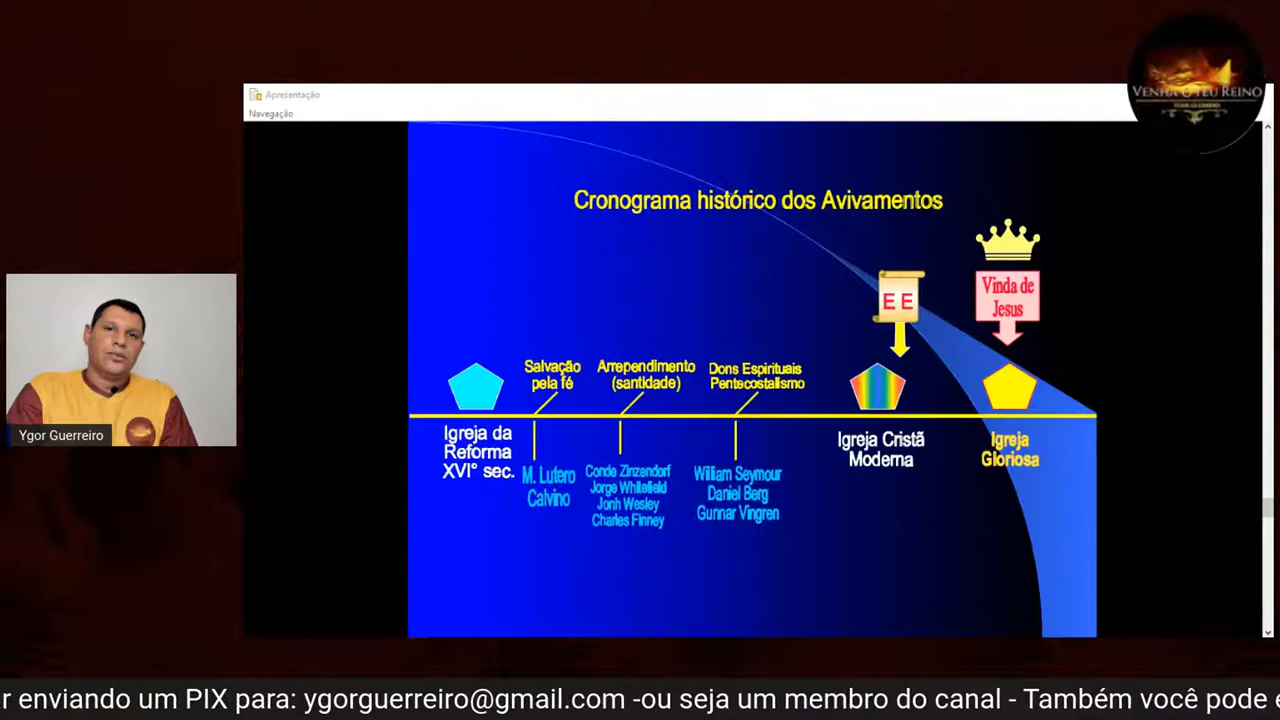 Apresentação
Navegação
VENHA O TEU REINO
YGOR GUERREIRO
Cronograma histórico dos Avivamentos
E E
Vinda de
Jesus
Salvação
pela fé
Arrependimento
(santidade)
Dons Espirituais
Pentecostalismo
Igreja da
Reforma
XVI° sec.
M. Lutero
Calvino
Conde Zinzendorf
Jorge Whitefield
Jonh Wesley
Charles Finney
William Seymour
Daniel Berg
Gunnar Vingren
Igreja Cristã
Moderna
Igreja
Gloriosa
Ygor Guerreiro
r enviando um PIX para: ygorguerreiro@gmail.com -ou seja um membro do canal - Também você pode e